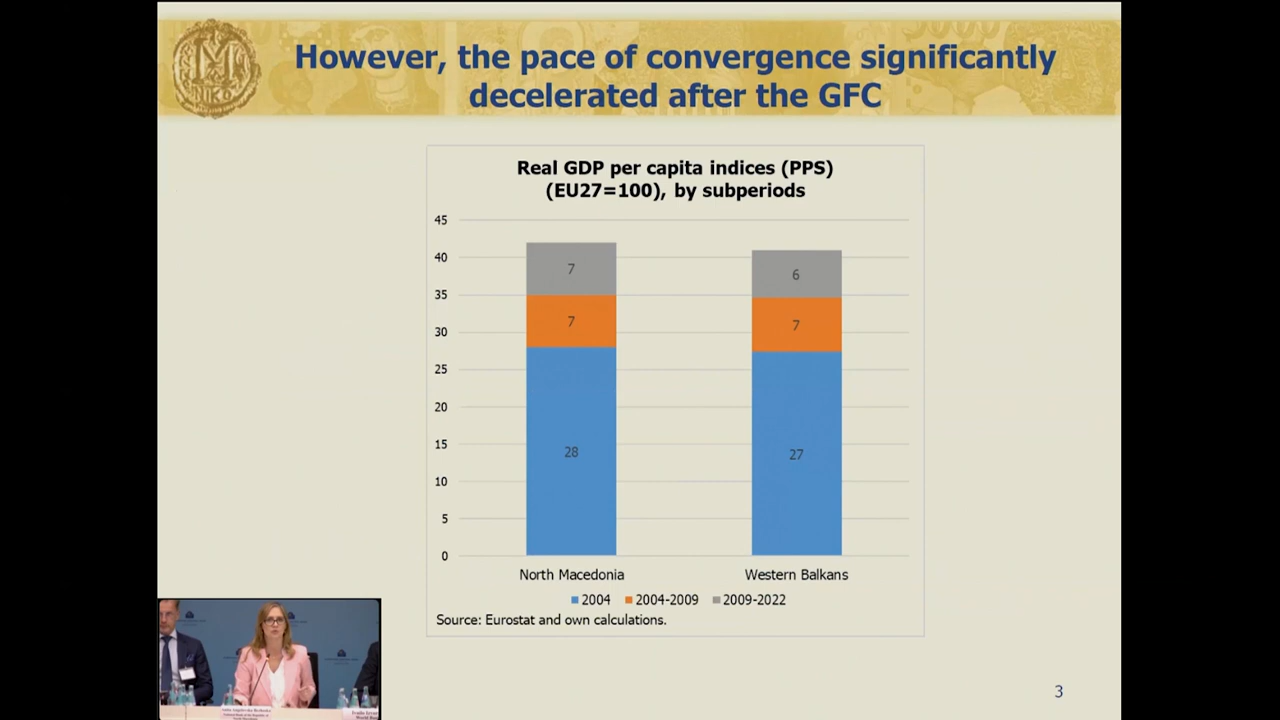 However, the pace of convergence significantly
decelerated after the GFC
Real GDP per capita indices (PPS)
(EU27=100), by subperiods
45
40
35
30
25
20
15
10
5
0
7
7
28
6
7
27
North Macedonia
Western Balkans
2004
2004-2009
2009-2022
Source: Eurostat and own calculations.
3